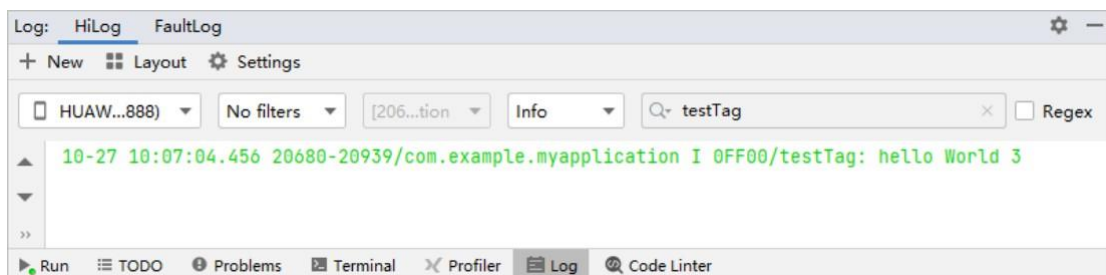 Log: HiLog FaultLog
+ New Layout Settings
HUAW...888) No filters [206...tion Info testTag Regex
10-27 10:07:04.456 20680-20939/com.example.myapplication I 0FF00/testTag: hello World 3
Run TODO Problems Terminal Profiler Log Code Linter